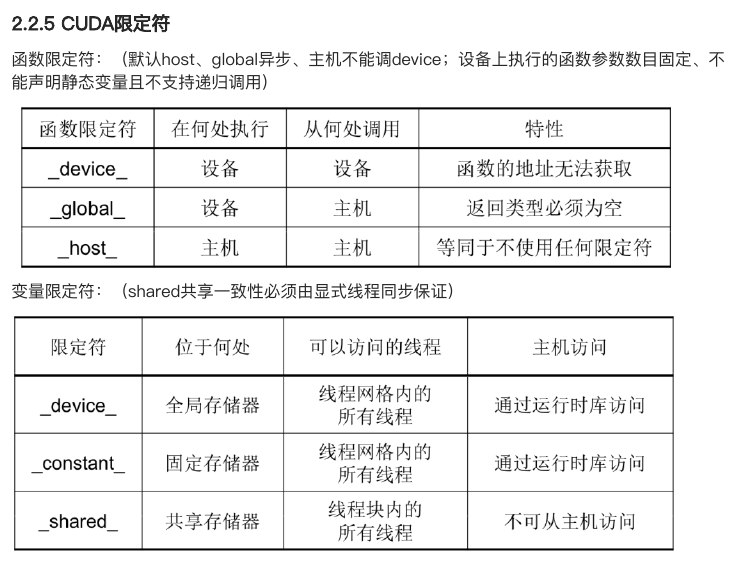 2.2.5 CUDA限定符
函数限定符：（默认host、global异步、主机不能调device；设备上执行的函数参数数目固定、不
能声明静态变量且不支持递归调用）
函数限定符 在何处执行 从何处调用 特性
_device_ 设备 设备 函数的地址无法获取
_global_ 设备 主机 返回类型必须为空
_host_ 主机 主机 等同于不使用任何限定符
变量限定符：（shared共享一致性必须由显式线程同步保证）
限定符 位于何处 可以访问的线程 主机访问
_device_ 全局存储器 线程网格内的
所有线程 通过运行时库访问
_constant_ 固定存储器 线程网格内的
所有线程 通过运行时库访问
_shared_ 共享存储器 线程块内的
所有线程 不可从主机访问